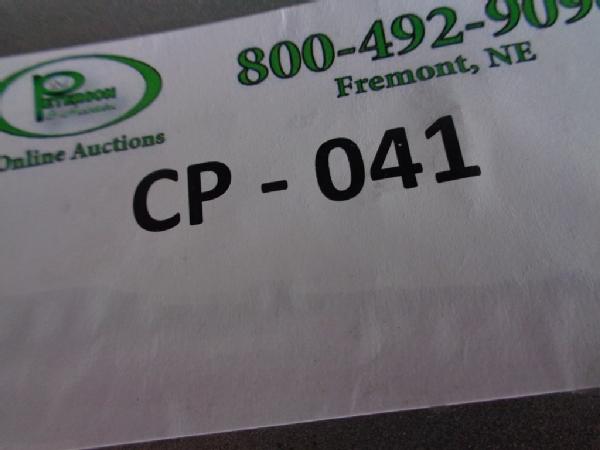 800-492-909
Fremont, NE
Online Auctions
CP - 041